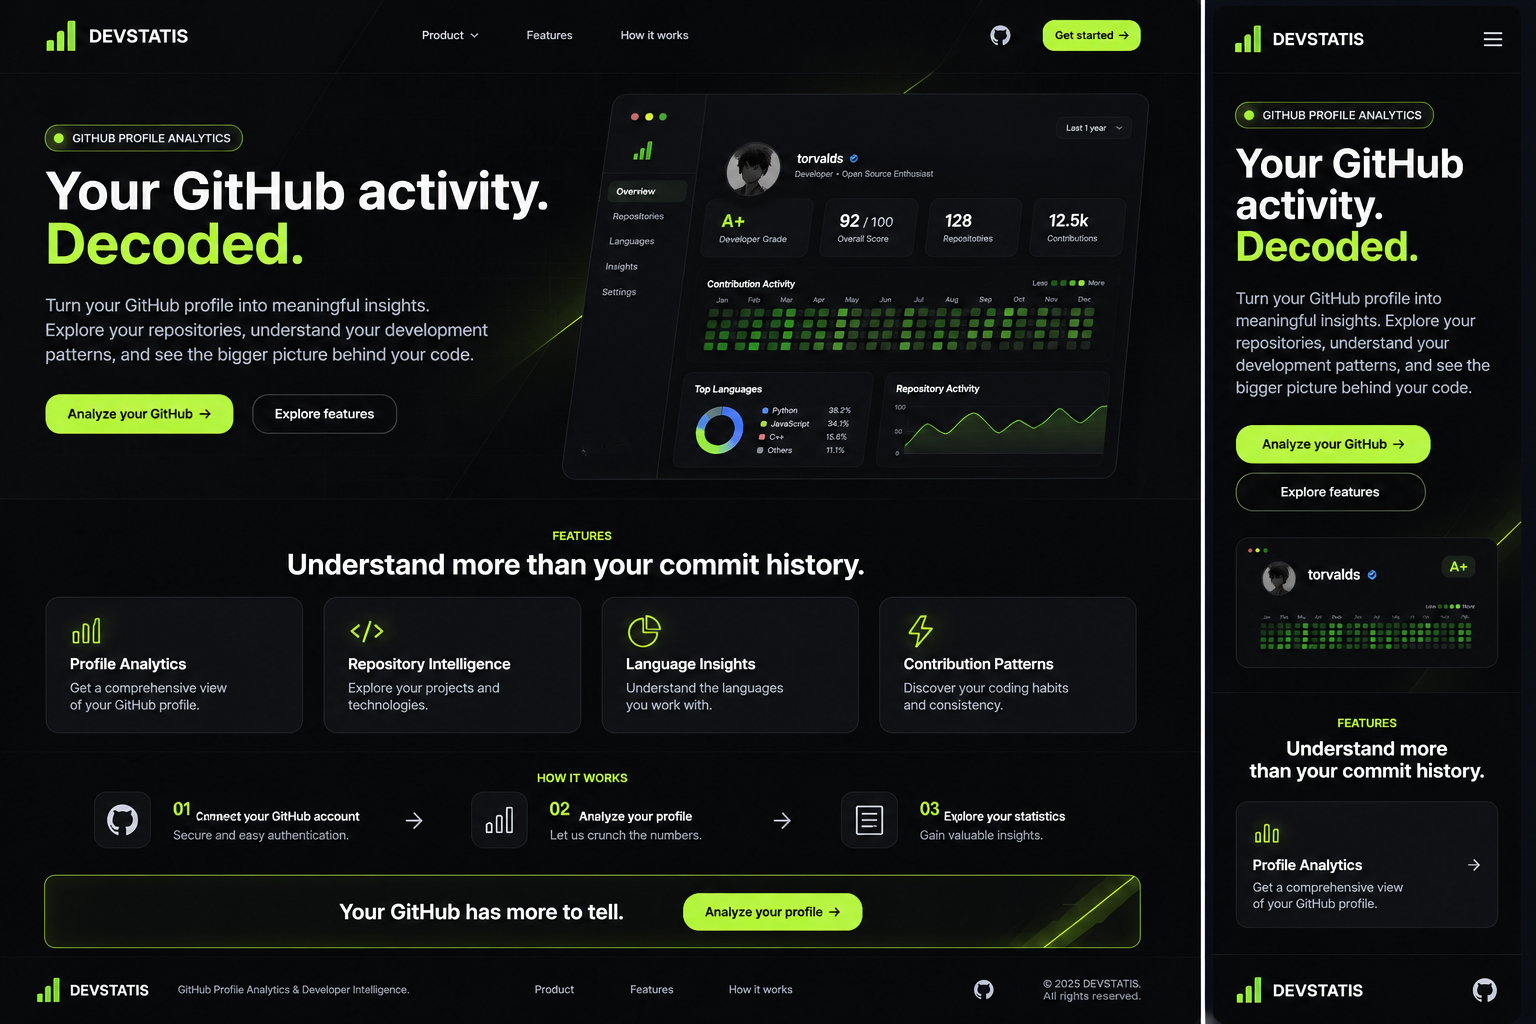 DEVSTATIS
Product
Features
How it works
Get started →
GITHUB PROFILE ANALYTICS
Your GitHub activity.
Decoded.
Turn your GitHub profile into meaningful insights.
Explore your repositories, understand your development
patterns, and see the bigger picture behind your code.
Analyze your GitHub →
Explore features
Last 1 year
torvalds
Developer • Open Source Enthusiast
Overview
Repositories
Languages
Insights
Settings
A+
Developer Grade
92 / 100
Overall Score
128
Repositories
12.5k
Contributions
Contribution Activity
Less
More
Jan Feb Mar Apr May Jun Jul Aug Sep Oct Nov Dec
Top Languages
Python 38.2%
JavaScript 34.1%
C++ 15.6%
Others 11.1%
Repository Activity
100
50
0
FEATURES
Understand more than your commit history.
Profile Analytics
Get a comprehensive view
of your GitHub profile.
</> 
Repository Intelligence
Explore your projects and
technologies.
Language Insights
Understand the languages
you work with.
Contribution Patterns
Discover your coding habits
and consistency.
HOW IT WORKS
01 Connect your GitHub account
Secure and easy authentication.
→
02 Analyze your profile
Let us crunch the numbers.
→
03 Explore your statistics
Gain valuable insights.
Your GitHub has more to tell.
Analyze your profile →
DEVSTATIS
GitHub Profile Analytics & Developer Intelligence.
Product
Features
How it works
© 2025 DEVSTATIS.
All rights reserved.
DEVSTATIS
GITHUB PROFILE ANALYTICS
Your GitHub
activity.
Decoded.
Turn your GitHub profile into
meaningful insights. Explore your
repositories, understand your
development patterns, and see the
bigger picture behind your code.
Analyze your GitHub →
Explore features
torvalds
A+
More
FEATURES
Understand more
than your commit history.
Profile Analytics
Get a comprehensive view
of your GitHub profile.
→
DEVSTATIS